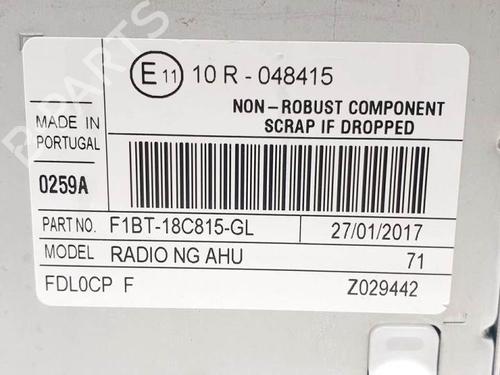 E 11 10 R - 048415
NON - ROBUST COMPONENT
SCRAP IF DROPPED
MADE IN
PORTUGAL
0259A
PART NO. F1BT-18C815-GL 27/01/2017
MODEL RADIO NG AHU 71
FDL0CP F Z029442
B-PARTS